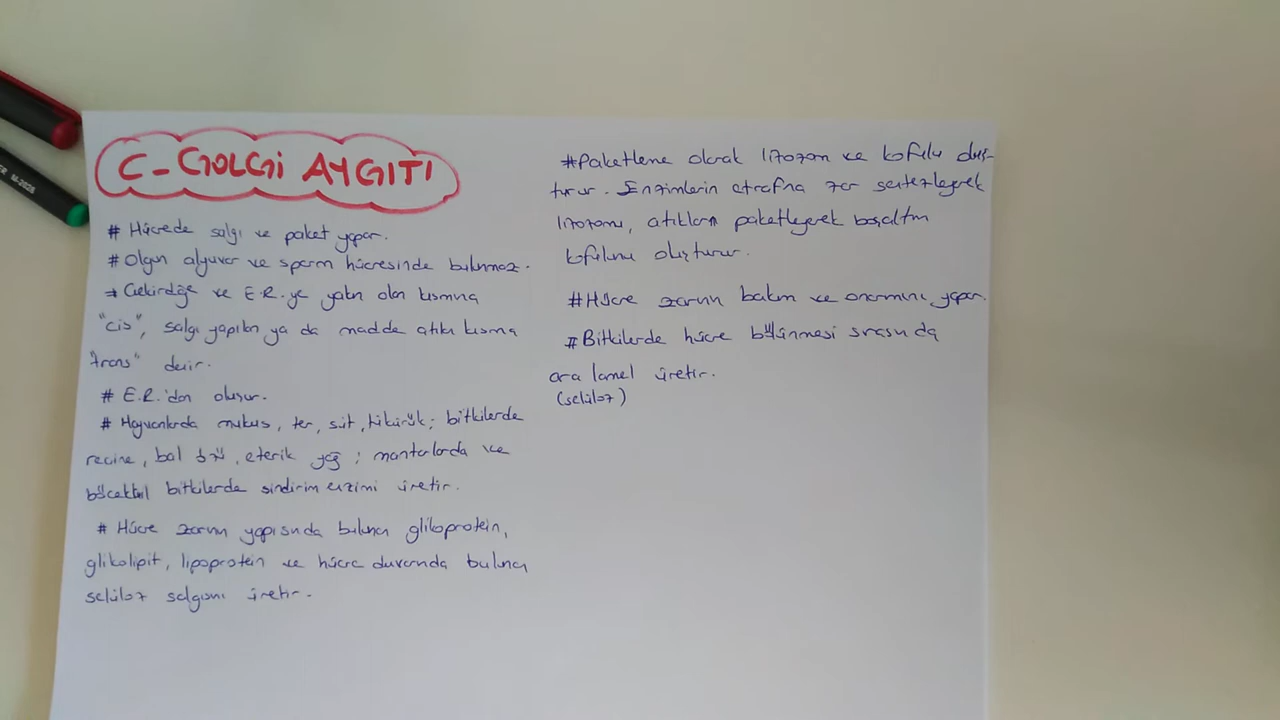 C- GOLGİ AYGITI
# Hücrede salgı ve paket yapar.
# Olgun alyuvar ve sperm hücresinde bulunmaz.
→ Çekirdeğe ve E.R.ye yakın olan kısmına
"cis", salgı yapılan ya da madde atılan kısma
"trans" denir.
# E.R.'dan oluşur.
# Hayvanlarda mukus, ter, süt, tükürük; bitkilerde
reçine, bal özü, eterik yağ; mantarlarda ve
böcekçil bitkilerde sindirim enzimi üretir.
# Hücre zarının yapısında bulunan glikoprotein,
glikolipit, lipoprotein ve hücre duvarında bulunan
selüloz salgını üretir.
#Paketleme olarak lizozom ve kofulu oluş-
turur. Enzimlerin etrafına zar sentezleyerek
lizozomu, atıkları paketleyerek boşaltım
kofulunu oluşturur.
#Hücre zarının bakım ve onarımını yapar.
#Bitkilerde hücre bölünmesi sırasında
ara lamel üretir.
(selüloz)